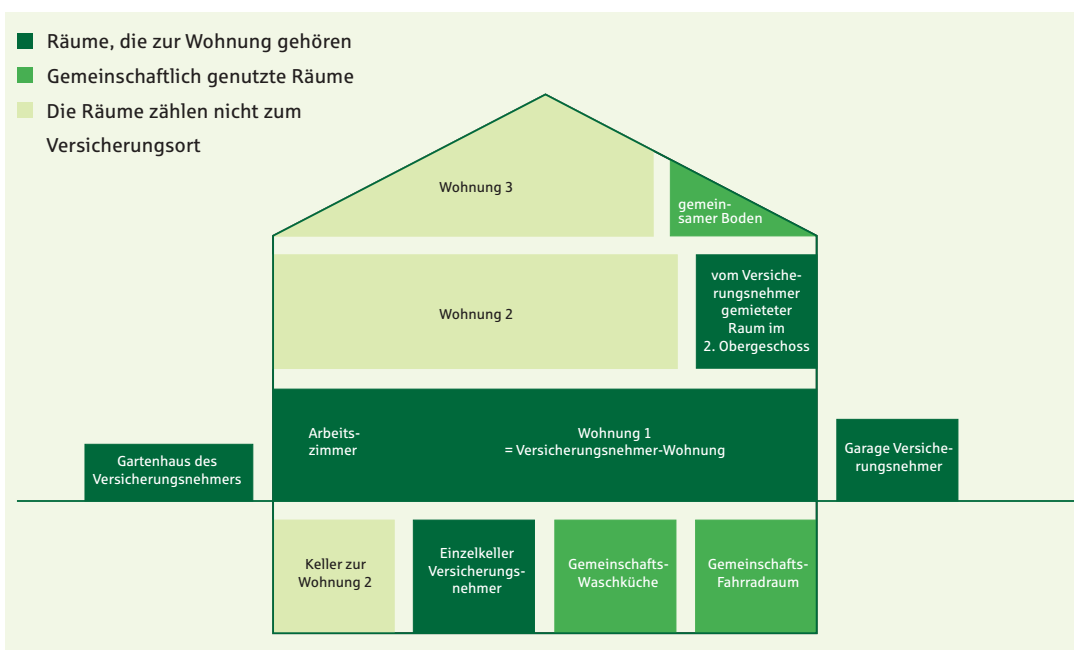 Räume, die zur Wohnung gehören
Gemeinschaftlich genutzte Räume
Die Räume zählen nicht zum
Versicherungsort
Wohnung 3
gemein-
samer Boden
Wohnung 2
vom Versiche-
rungsnehmer
gemieteter
Raum im
2. Obergeschoss
Arbeits-
zimmer
Wohnung 1
= Versicherungsnehmer-Wohnung
Gartenhaus des
Versicherungsnehmers
Garage Versiche-
rungsnehmer
Keller zur
Wohnung 2
Einzelkeller
Versicherungs-
nehmer
Gemeinschafts-
Waschküche
Gemeinschafts-
Fahrradraum